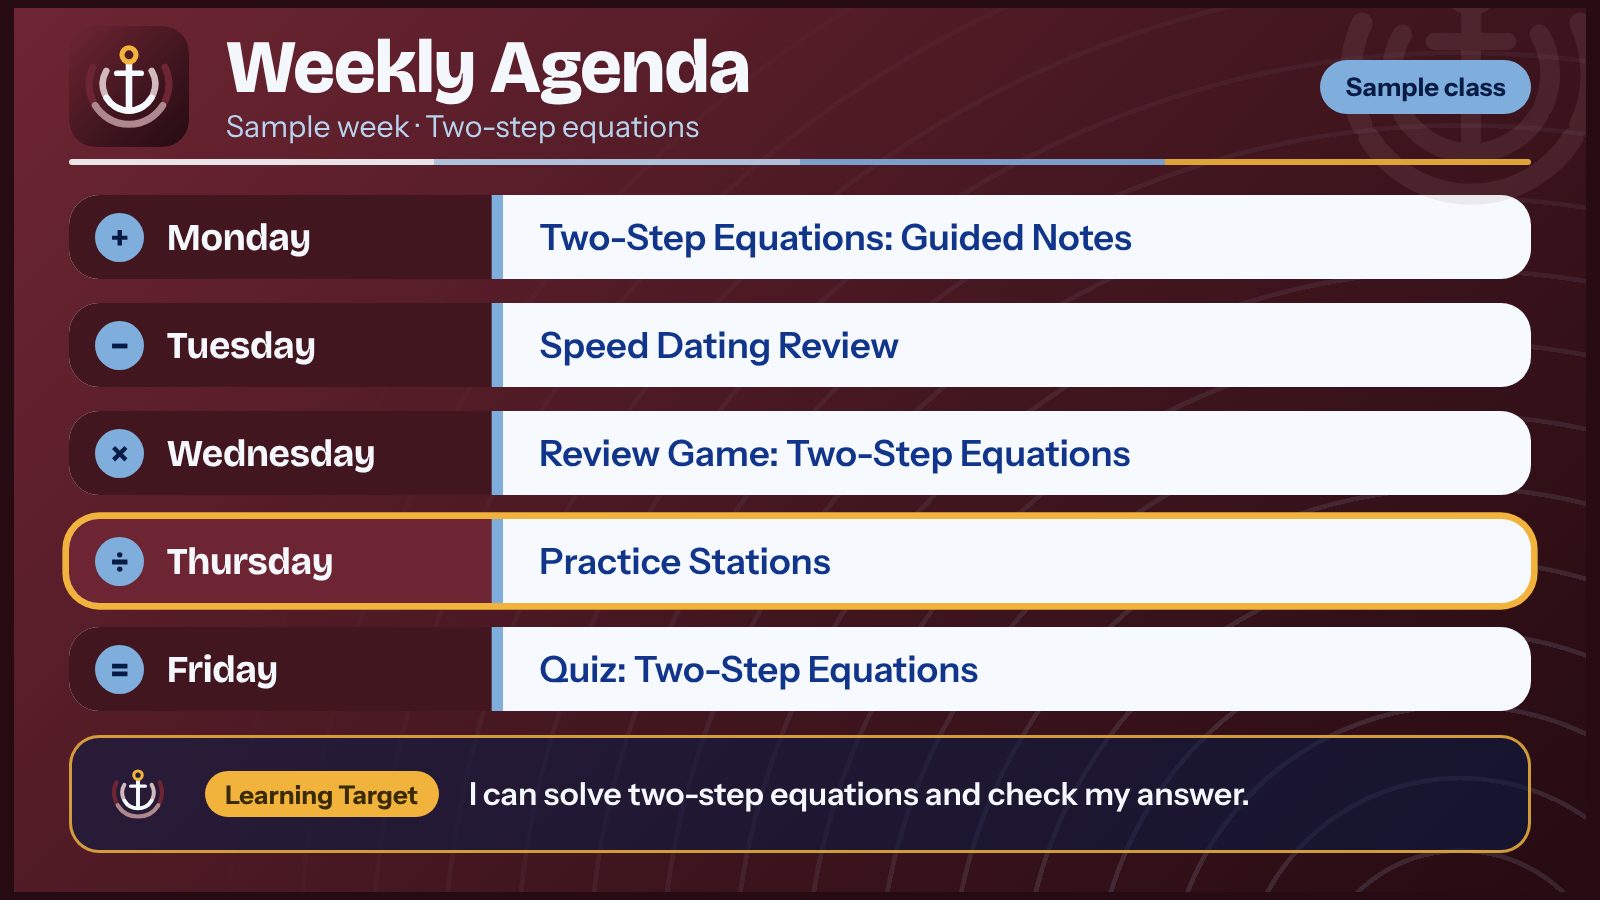 Weekly Agenda
Sample week · Two-step equations
Sample class
+ Monday
Two-Step Equations: Guided Notes
− Tuesday
Speed Dating Review
× Wednesday
Review Game: Two-Step Equations
÷ Thursday
Practice Stations
= Friday
Quiz: Two-Step Equations
Learning Target
I can solve two-step equations and check my answer.